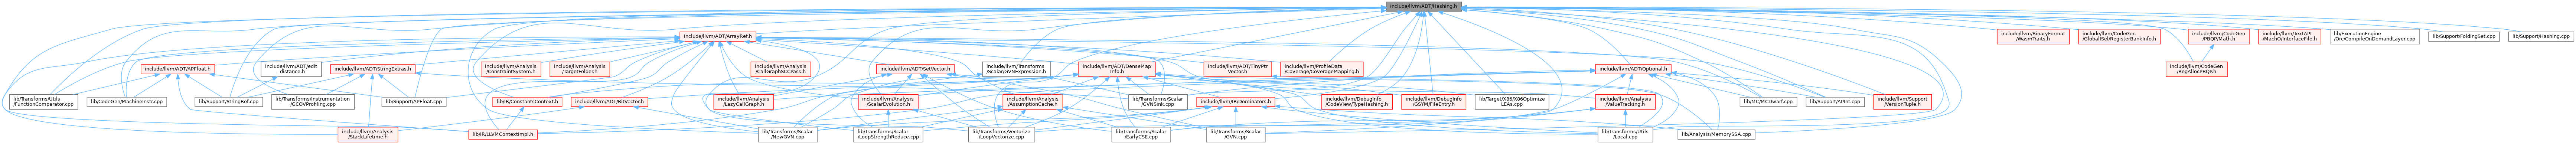 include/llvm/ADT/Hashing.h
include/llvm/ADT/ArrayRef.h
include/llvm/BinaryFormat
/WasmTraits.h
include/llvm/CodeGen
/GlobalISel/RegisterBankInfo.h
include/llvm/CodeGen
/PBQP/Math.h
include/llvm/TextAPI
/MachO/InterfaceFile.h
lib/ExecutionEngine
/Orc/CompileOnDemandLayer.cpp
lib/Support/FoldingSet.cpp
lib/Support/Hashing.cpp
include/llvm/ADT/APFloat.h
include/llvm/ADT/edit
_distance.h
include/llvm/ADT/StringExtras.h
include/llvm/Analysis
/ConstraintSystem.h
include/llvm/Analysis
/TargetFolder.h
include/llvm/Analysis
/CallGraphSCCPass.h
include/llvm/ADT/SetVector.h
include/llvm/Transforms
/Scalar/GVNExpression.h
include/llvm/ADT/DenseMap
Info.h
include/llvm/ADT/TinyPtr
Vector.h
include/llvm/ProfileData
/Coverage/CoverageMapping.h
include/llvm/ADT/Optional.h
include/llvm/CodeGen
/RegAllocPBQP.h
lib/Transforms/Utils
/FunctionComparator.cpp
lib/CodeGen/MachineInstr.cpp
lib/Support/StringRef.cpp
lib/Transforms/Instrumentation
/GCOVProfiling.cpp
lib/Support/APFloat.cpp
lib/IR/ConstantsContext.h
include/llvm/ADT/BitVector.h
include/llvm/Analysis
/LazyCallGraph.h
include/llvm/Analysis
/ScalarEvolution.h
include/llvm/Analysis
/AssumptionCache.h
lib/Transforms/Scalar
/GVNSink.cpp
include/llvm/IR/Dominators.h
include/llvm/DebugInfo
/CodeView/TypeHashing.h
include/llvm/DebugInfo
/GSYM/FileEntry.h
lib/Target/X86/X86Optimize
LEAs.cpp
include/llvm/Analysis
/ValueTracking.h
lib/MC/MCDwarf.cpp
lib/Support/APInt.cpp
include/llvm/Support
/VersionTuple.h
include/llvm/Analysis
/StackLifetime.h
lib/IR/LLVMContextImpl.h
lib/Transforms/Scalar
/NewGVN.cpp
lib/Transforms/Scalar
/LoopStrengthReduce.cpp
lib/Transforms/Vectorize
/LoopVectorize.cpp
lib/Transforms/Scalar
/EarlyCSE.cpp
lib/Transforms/Scalar
/GVN.cpp
lib/Transforms/Utils
/Local.cpp
lib/Analysis/MemorySSA.cpp